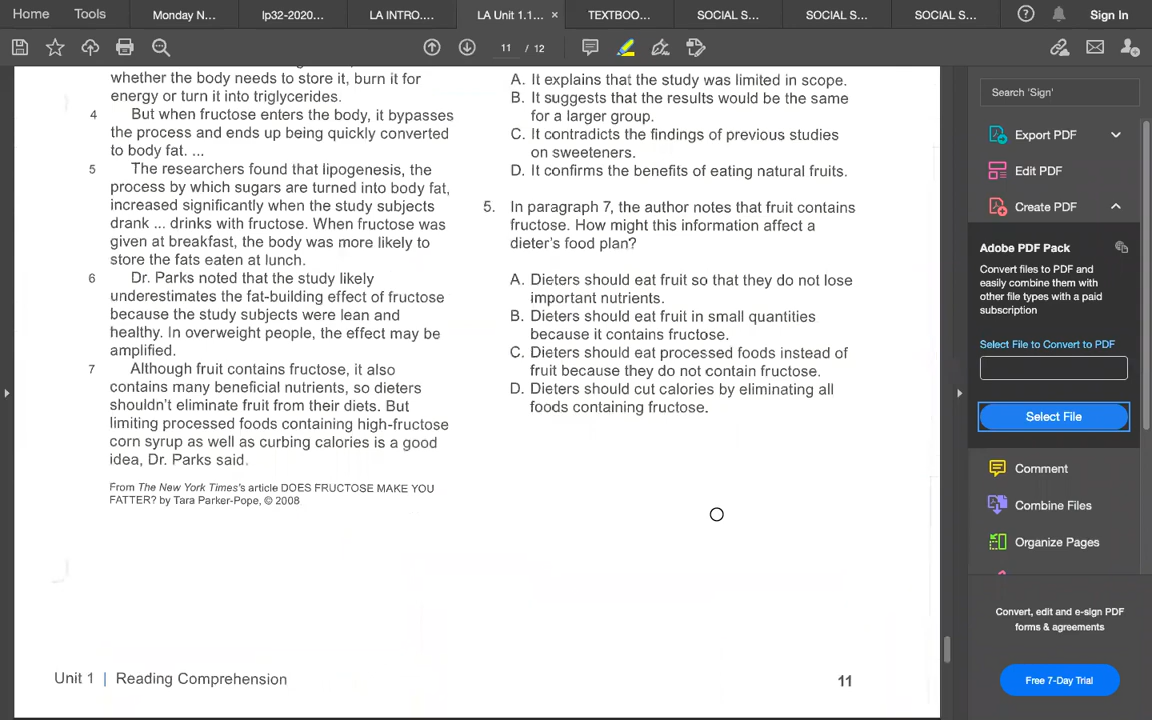 Home Tools Monday N... lp32-2020... LA INTRO.... LA Unit 1.1... × TEXTBOO... SOCIAL S... SOCIAL S... SOCIAL S... Sign In
11 / 12
whether the body needs to store it, burn it for
energy or turn it into triglycerides.
4 But when fructose enters the body, it bypasses
the process and ends up being quickly converted
to body fat. ...
5 The researchers found that lipogenesis, the
process by which sugars are turned into body fat,
increased significantly when the study subjects
drank ... drinks with fructose. When fructose was
given at breakfast, the body was more likely to
store the fats eaten at lunch.
6 Dr. Parks noted that the study likely
underestimates the fat-building effect of fructose
because the study subjects were lean and
healthy. In overweight people, the effect may be
amplified.
7 Although fruit contains fructose, it also
contains many beneficial nutrients, so dieters
shouldn't eliminate fruit from their diets. But
limiting processed foods containing high-fructose
corn syrup as well as curbing calories is a good
idea, Dr. Parks said.
From The New York Times's article DOES FRUCTOSE MAKE YOU
FATTER? by Tara Parker-Pope, © 2008
A. It explains that the study was limited in scope.
B. It suggests that the results would be the same
for a larger group.
C. It contradicts the findings of previous studies
on sweeteners.
D. It confirms the benefits of eating natural fruits.
5. In paragraph 7, the author notes that fruit contains
fructose. How might this information affect a
dieter's food plan?
A. Dieters should eat fruit so that they do not lose
important nutrients.
B. Dieters should eat fruit in small quantities
because it contains fructose.
C. Dieters should eat processed foods instead of
fruit because they do not contain fructose.
D. Dieters should cut calories by eliminating all
foods containing fructose.
Unit 1 | Reading Comprehension
11
Search 'Sign'
Export PDF
Edit PDF
Create PDF
Adobe PDF Pack
Convert files to PDF and
easily combine them with
other file types with a paid
subscription
Select File to Convert to PDF
Select File
Comment
Combine Files
Organize Pages
Convert, edit and e-sign PDF
forms & agreements
Free 7-Day Trial